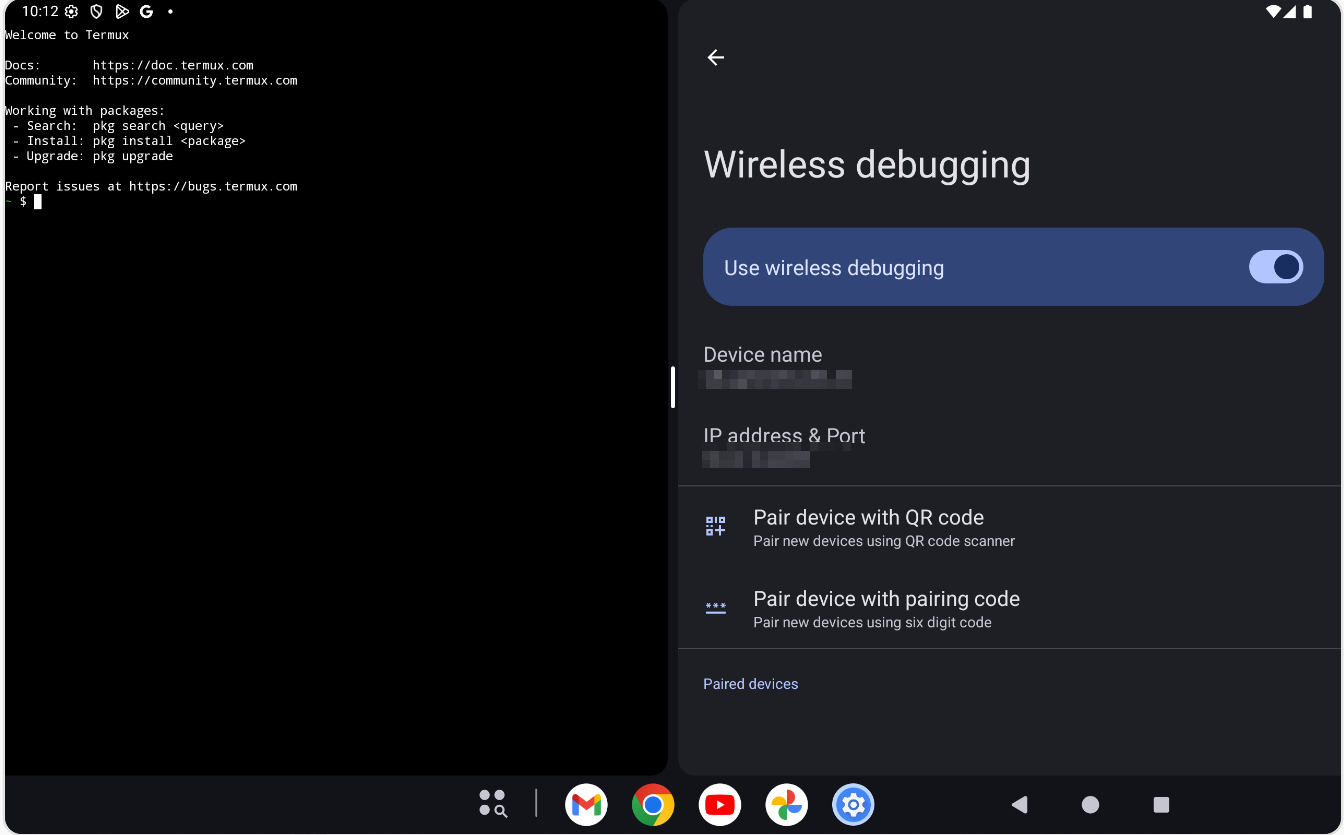 10:12
Welcome to Termux
Docs:       https://doc.termux.com
Community:  https://community.termux.com
Working with packages:
 - Search:  pkg search <query>
 - Install: pkg install <package>
 - Upgrade: pkg upgrade
Report issues at https://bugs.termux.com
~ $
Wireless debugging
Use wireless debugging
Device name
IP address & Port
Pair device with QR code
Pair new devices using QR code scanner
Pair device with pairing code
Pair new devices using six digit code
Paired devices